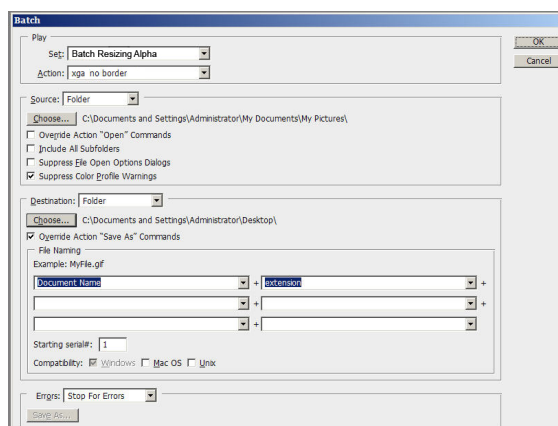 Batch
Play
Set: Batch Resizing Alpha
Action: xga no border
OK
Cancel
Source: Folder
Choose... C:\Documents and Settings\Administrator\My Documents\My Pictures\
Override Action "Open" Commands
Include All Subfolders
Suppress File Open Options Dialogs
Suppress Color Profile Warnings
Destination: Folder
Choose... C:\Documents and Settings\Administrator\Desktop\
Override Action "Save As" Commands
File Naming
Example: MyFile.gif
Document Name + extension +
+ +
+
Starting serial#: 1
Compatibility: Windows Mac OS Unix
Errors: Stop For Errors
Save As...